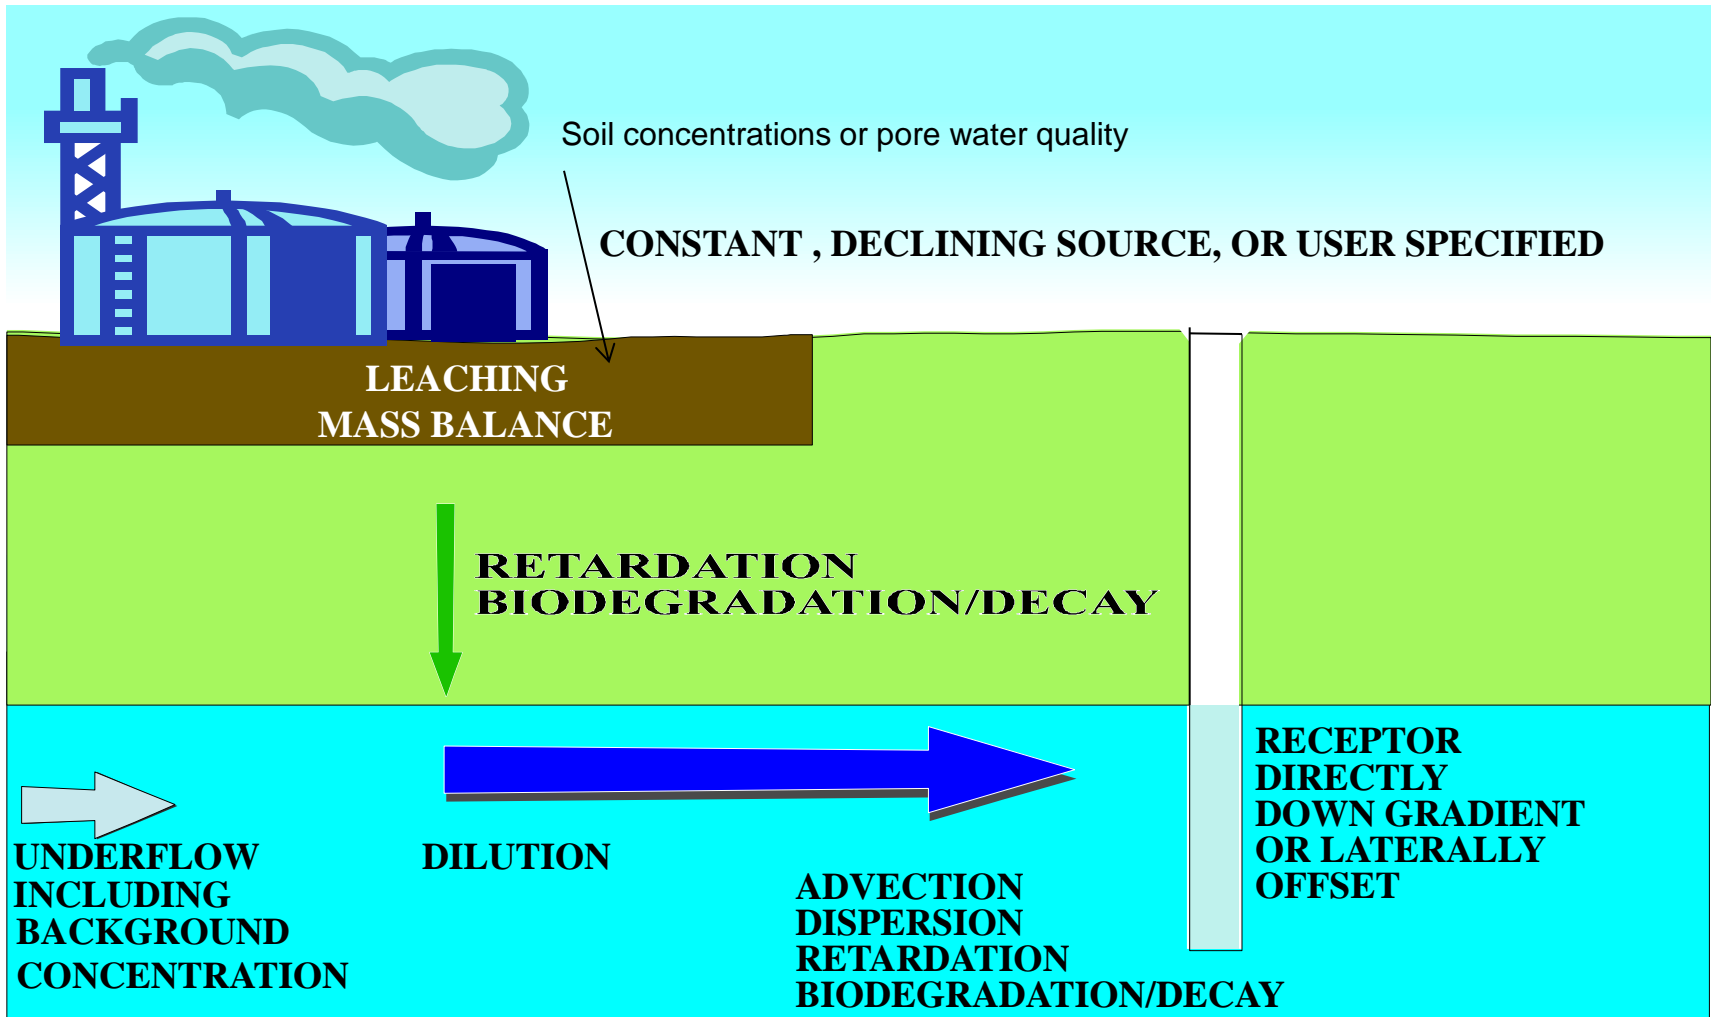 Soil concentrations or pore water quality
CONSTANT , DECLINING SOURCE, OR USER SPECIFIED
LEACHING
MASS BALANCE
RETARDATION
BIODEGRADATION/DECAY
UNDERFLOW
INCLUDING
BACKGROUND
CONCENTRATION
DILUTION
ADVECTION
DISPERSION
RETARDATION
BIODEGRADATION/DECAY
RECEPTOR
DIRECTLY
DOWN GRADIENT
OR LATERALLY
OFFSET